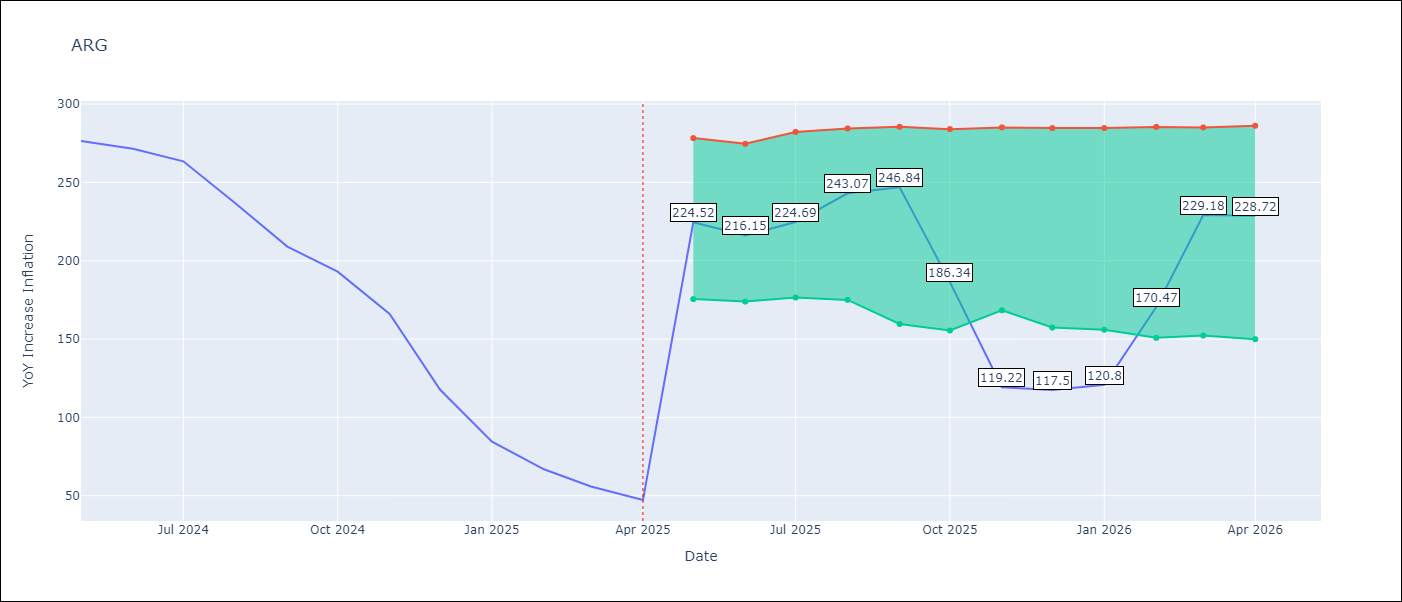 ARG
300
250
200
150
100
50
YoY Increase Inflation
224.52
216.15
224.69
243.07
246.84
186.34
119.22
117.5
120.8
170.47
229.18
228.72
Jul 2024
Oct 2024
Jan 2025
Apr 2025
Jul 2025
Oct 2025
Jan 2026
Apr 2026
Date